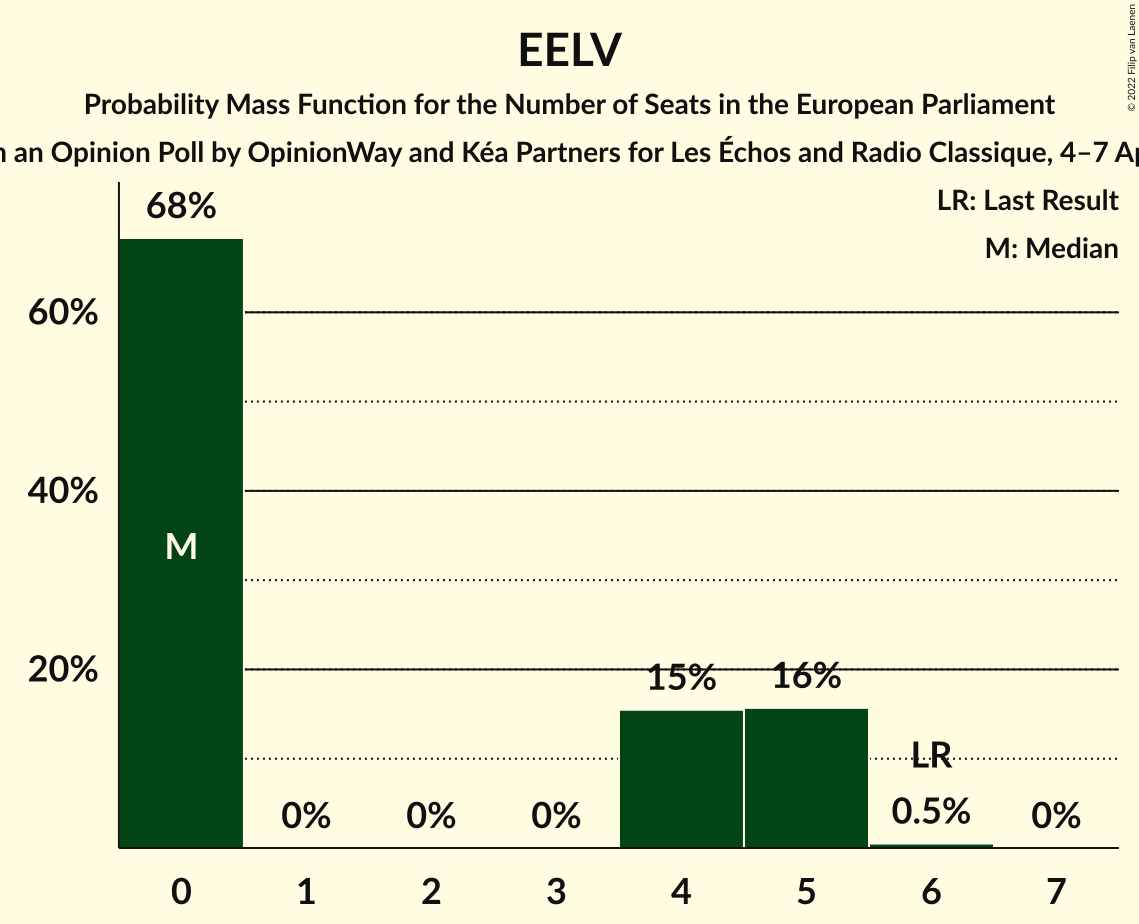 EELV
Probability Mass Function for the Number of Seats in the European Parliament
an Opinion Poll by OpinionWay and Kéa Partners for Les Échos and Radio Classique, 4–7
© 2022 Filip van Laenen
LR: Last Result
M: Median
68%
60%
M
40%
20%
15%
16%
LR
0%
0%
0%
0.5%
0%
0
1
2
3
4
5
6
7